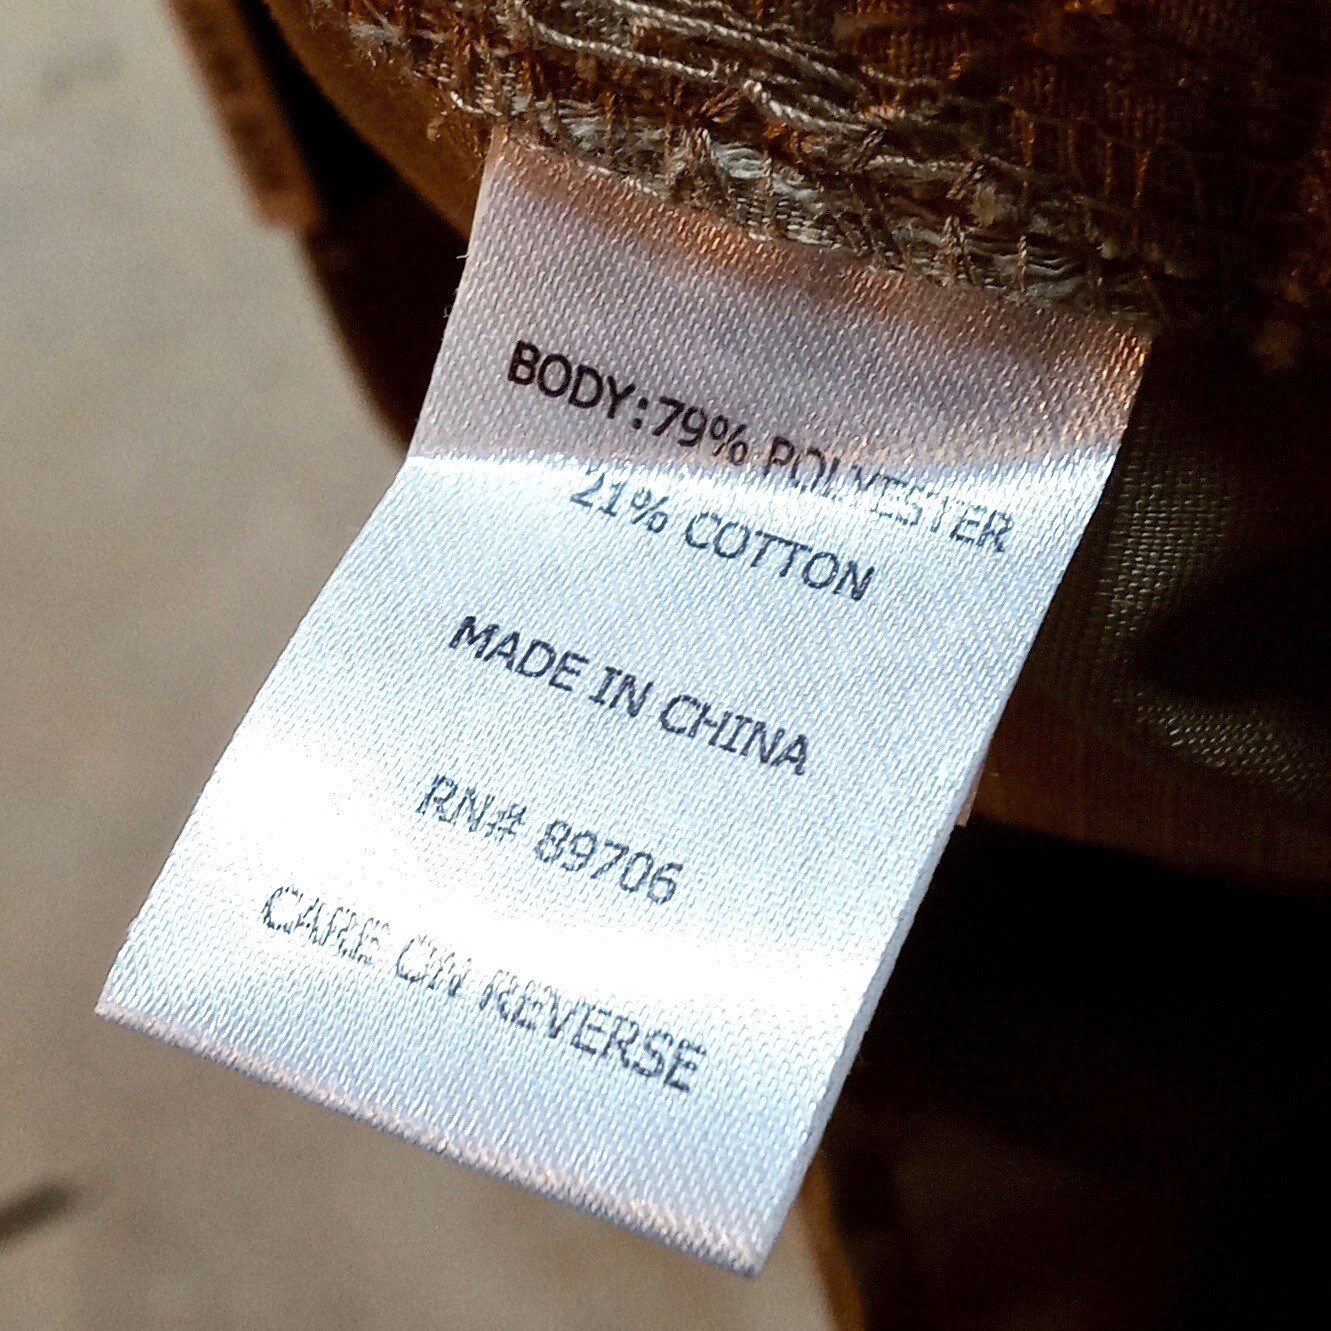 BODY:79% POLYESTER
21% COTTON
MADE IN CHINA
RN# 89706
CARE ON REVERSE